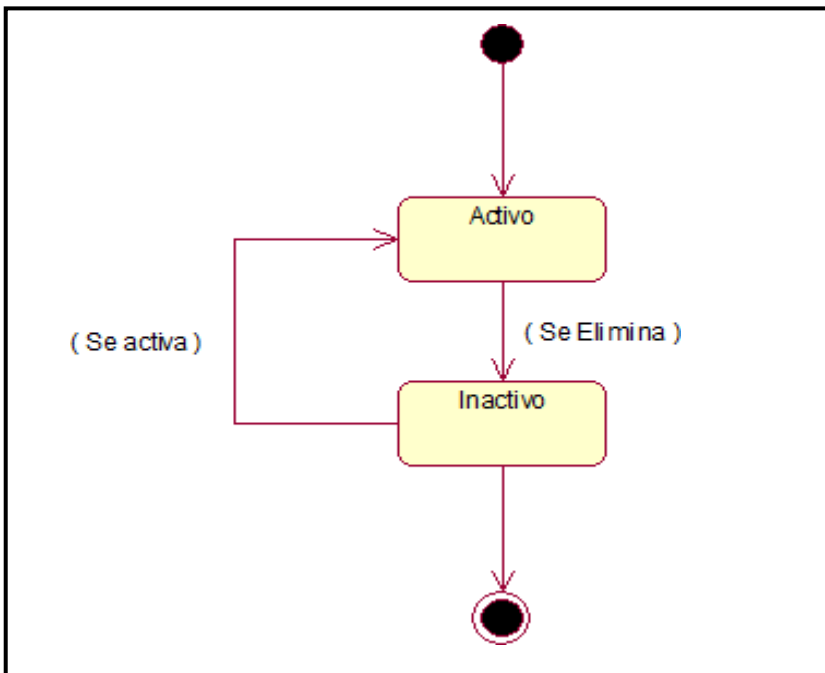 Activo
( Se activa )
( Se Elimina )
Inactivo